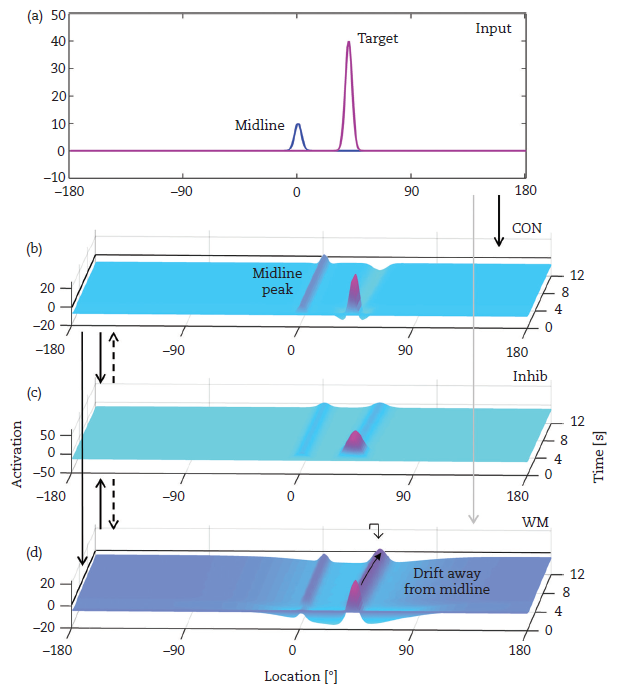 (a)
50
40
30
20
10
0
−10
Input
Target
Midline
−180
−90
0
90
180
CON
(b)
Midline
peak
20
0
−20
12
8
4
0
−180
−90
0
90
180
Inhib
(c)
50
0
−50
12
8
4
0
−180
−90
0
90
180
Activation
Time [s]
WM
(d)
Drift away
from midline
20
0
−20
12
8
4
0
−180
−90
0
90
180
Location [°]